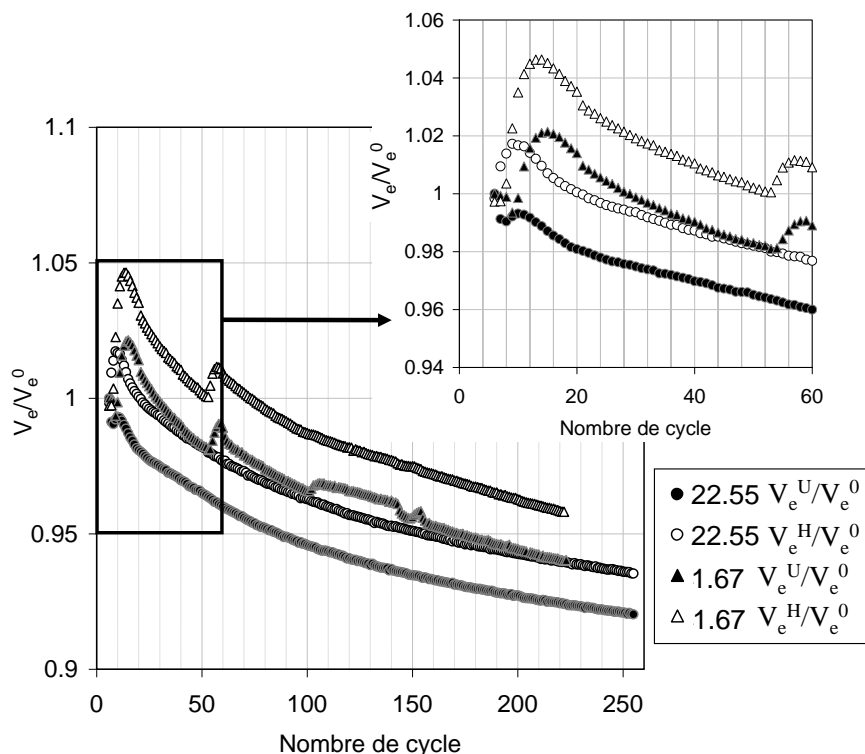 1.06
1.04
1.02
1
0.98
0.96
0.94
V_e/V_e^0
0 20 40 60
Nombre de cycle
1.1
1.05
1
0.95
0.9
V_e/V_e^0
0 50 100 150 200 250
Nombre de cycle
● 22.55 V_e^U/V_e^0
○ 22.55 V_e^H/V_e^0
▲ 1.67 V_e^U/V_e^0
△ 1.67 V_e^H/V_e^0